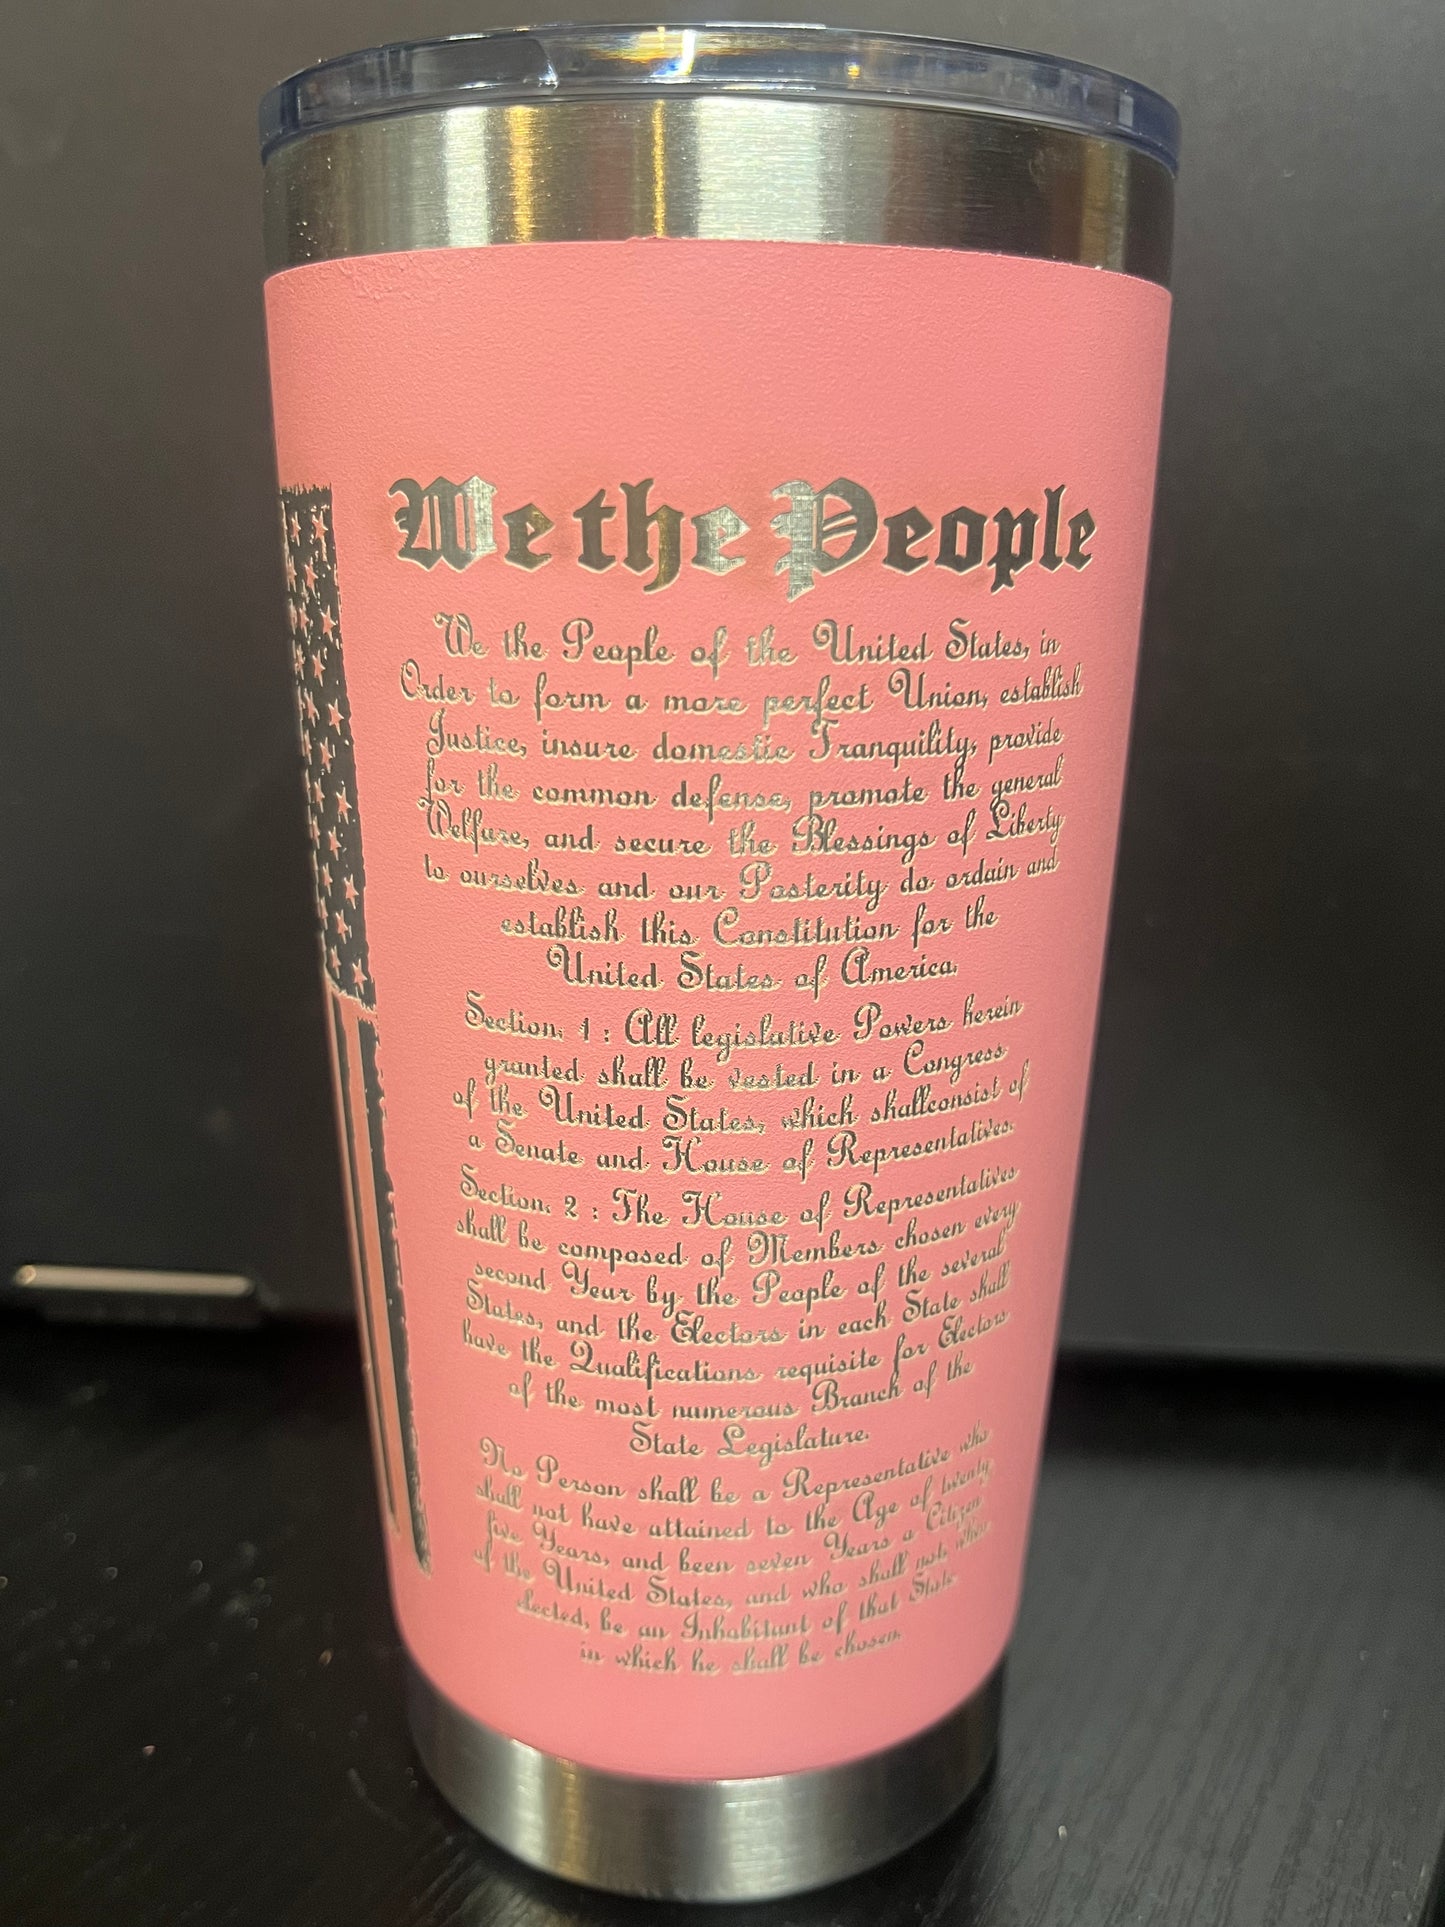 We the People
We the People of the United States, in
Order to form a more perfect Union, establish
Justice, insure domestic Tranquility, provide
for the common defense, promote the general
Welfare, and secure the Blessings of Liberty
to ourselves and our Posterity do ordain and
establish this Constitution for the
United States of America.
Section. 1 : All legislative Powers herein
granted shall be vested in a Congress
of the United States, which shallconsist of
a Senate and House of Representatives.
Section. 2 : The House of Representatives
shall be composed of Members chosen every
second Year by the People of the several
States, and the Electors in each State shall
have the Qualifications requisite for Electors
of the most numerous Branch of the
State Legislature.
No Person shall be a Representative who
shall not have attained to the Age of twenty
five Years, and been seven Years a Citizen
of the United States, and who shall not, when
elected, be an Inhabitant of that State
in which he shall be chosen.